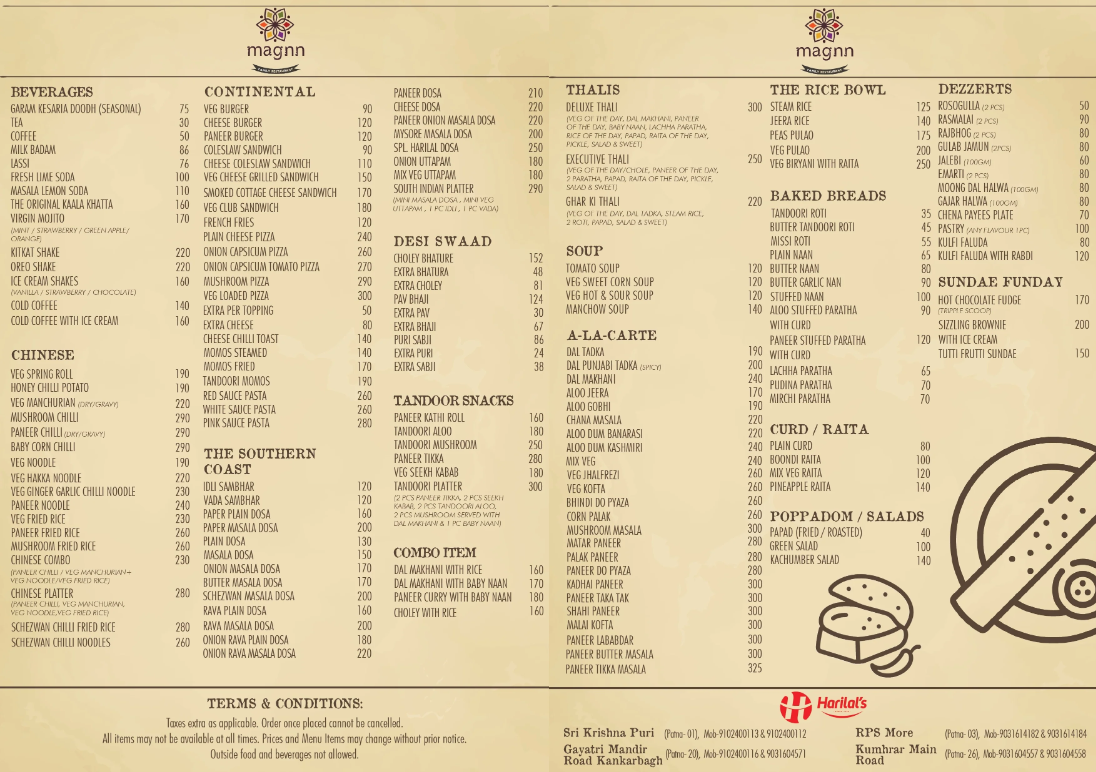 magnn
FAMILY RESTAURANT
BEVERAGES
GARAM KESARIA DOODH (SEASONAL) 75
TEA 30
COFFEE 50
MILK BADAM 86
LASSI 76
FRESH LIME SODA 100
MASALA LEMON SODA 110
THE ORIGINAL KAALA KHATTA 160
VIRGIN MOJITO 170
(MINT / STRAWBERRY / GREEN APPLE/
ORANGE)
KITKAT SHAKE 220
OREO SHAKE 220
ICE CREAM SHAKES 160
(VANILLA / STRAWBERRY / CHOCOLATE)
COLD COFFEE 140
COLD COFFEE WITH ICE CREAM 160
CHINESE
VEG SPRING ROLL 190
HONEY CHILLI POTATO 190
VEG MANCHURIAN (DRY/GRAVY) 220
MUSHROOM CHILLI 290
PANEER CHILLI (DRY/GRAVY) 290
BABY CORN CHILLI 290
VEG NOODLE 190
VEG HAKKA NOODLE 220
VEG GINGER GARLIC CHILLI NOODLE 230
PANEER NOODLE 240
VEG FRIED RICE 230
PANEER FRIED RICE 260
MUSHROOM FRIED RICE 260
CHINESE COMBO 230
(PANEER CHILLI / VEG MANCHURIAN+
VEG NOODLE/VEG FRIED RICE)
CHINESE PLATTER 280
(PANEER CHILLI, VEG MANCHURIAN,
VEG NOODLE,VEG FRIED RICE)
SCHEZWAN CHILLI FRIED RICE 280
SCHEZWAN CHILLI NOODLES 260
CONTINENTAL
VEG BURGER 90
CHEESE BURGER 120
PANEER BURGER 120
COLESLAW SANDWICH 90
CHEESE COLESLAW SANDWICH 110
VEG CHEESE GRILLED SANDWICH 150
SMOKED COTTAGE CHEESE SANDWICH 170
VEG CLUB SANDWICH 180
FRENCH FRIES 120
PLAIN CHEESE PIZZA 240
ONION CAPSICUM PIZZA 260
ONION CAPSICUM TOMATO PIZZA 270
MUSHROOM PIZZA 290
VEG LOADED PIZZA 300
EXTRA PER TOPPING 50
EXTRA CHEESE 80
CHEESE CHILLI TOAST 140
MOMOS STEAMED 140
MOMOS FRIED 170
TANDOORI MOMOS 190
RED SAUCE PASTA 260
WHITE SAUCE PASTA 260
PINK SAUCE PASTA 280
THE SOUTHERN
COAST
IDLI SAMBHAR 120
VADA SAMBHAR 120
PAPER PLAIN DOSA 160
PAPER MASALA DOSA 200
PLAIN DOSA 130
MASALA DOSA 150
ONION MASALA DOSA 170
BUTTER MASALA DOSA 170
SCHEZWAN MASALA DOSA 200
RAVA PLAIN DOSA 160
RAVA MASALA DOSA 200
ONION RAVA PLAIN DOSA 180
ONION RAVA MASALA DOSA 220
PANEER DOSA 210
CHEESE DOSA 220
PANEER ONION MASALA DOSA 220
MYSORE MASALA DOSA 200
SPL. HARILAL DOSA 250
ONION UTTAPAM 180
MIX VEG UTTAPAM 180
SOUTH INDIAN PLATTER 290
(MINI MASALA DOSA , MINI VEG
UTTAPAM , 1 PC IDLI , 1 PC VADA)
DESI SWAAD
CHOLEY BHATURE 152
EXTRA BHATURA 48
EXTRA CHOLEY 81
PAV BHAJI 124
EXTRA PAV 30
EXTRA BHAJI 67
PURI SABJI 86
EXTRA PURI 24
EXTRA SABJI 38
TANDOOR SNACKS
PANEER KATHI ROLL 160
TANDOORI ALOO 180
TANDOORI MUSHROOM 250
PANEER TIKKA 280
VEG SEEKH KABAB 180
TANDOORI PLATTER 300
(2 PCS PANEER TIKKA, 2 PCS SEEKH
KABAB, 2 PCS TANDOORI ALOO,
2 PCS MUSHROOM SERVED WITH
DAL MAKHANI & 1 PC BABY NAAN)
COMBO ITEM
DAL MAKHANI WITH RICE 160
DAL MAKHANI WITH BABY NAAN 170
PANEER CURRY WITH BABY NAAN 180
CHOLEY WITH RICE 160
TERMS & CONDITIONS:
Taxes extra as applicable. Order once placed cannot be cancelled.
All items may not be available at all times. Prices and Menu Items may change without prior notice.
Outside food and beverages not allowed.
magnn
FAMILY RESTAURANT
THALIS
DELUXE THALI 300
(VEG OF THE DAY, DAL MAKHANI, PANEER
OF THE DAY, BABY NAAN, LACHHA PARATHA,
RICE OF THE DAY, PAPAD, RAITA OF THE DAY,
PICKLE, SALAD & SWEET)
EXECUTIVE THALI 250
(VEG OF THE DAY/CHOLE, PANEER OF THE DAY,
2 PARATHA, PAPAD, RAITA OF THE DAY, PICKLE,
SALAD & SWEET)
GHAR KI THALI 220
(VEG OF THE DAY, DAL TADKA, STEAM RICE,
2 ROTI, PAPAD, SALAD & SWEET)
SOUP
TOMATO SOUP 120
VEG SWEET CORN SOUP 120
VEG HOT & SOUR SOUP 120
MANCHOW SOUP 140
A-LA-CARTE
DAL TADKA 190
DAL PUNJABI TADKA (SPICY) 200
DAL MAKHANI 240
ALOO JEERA 170
ALOO GOBHI 190
CHANA MASALA 220
ALOO DUM BANARASI 220
ALOO DUM KASHMIRI 240
MIX VEG 240
VEG JHALFREZI 260
VEG KOFTA 260
BHINDI DO PYAZA 260
CORN PALAK 260
MUSHROOM MASALA 300
MATAR PANEER 280
PALAK PANEER 280
PANEER DO PYAZA 280
KADHAI PANEER 300
PANEER TAKA TAK 300
SHAHI PANEER 300
MALAI KOFTA 300
PANEER LABABDAR 300
PANEER BUTTER MASALA 300
PANEER TIKKA MASALA 325
THE RICE BOWL
STEAM RICE 125
JEERA RICE 140
PEAS PULAO 175
VEG PULAO 200
VEG BIRYANI WITH RAITA 250
BAKED BREADS
TANDOORI ROTI 35
BUTTER TANDOORI ROTI 45
MISSI ROTI 55
PLAIN NAAN 65
BUTTER NAAN 80
BUTTER GARLIC NAN 90
STUFFED NAAN 100
ALOO STUFFED PARATHA 90
WITH CURD
PANEER STUFFED PARATHA 120
WITH CURD
LACHHA PARATHA 65
PUDINA PARATHA 70
MIRCHI PARATHA 70
CURD / RAITA
PLAIN CURD 80
BOONDI RAITA 100
MIX VEG RAITA 120
PINEAPPLE RAITA 140
POPPADOM / SALADS
PAPAD (FRIED / ROASTED) 40
GREEN SALAD 100
KACHUMBER SALAD 140
DEZZERTS
ROSOGULLA (2 PCS) 50
RASMALAI (2 PCS) 90
RAJBHOG (2 PCS) 80
GULAB JAMUN (2PCS) 80
JALEBI (100GM) 60
EMARTI (2 PCS) 80
MOONG DAL HALWA (100GM) 80
GAJAR HALWA (100GM) 80
CHENA PAYEES PLATE 70
PASTRY (ANY FLAVOUR 1PC) 100
KULFI FALUDA 80
KULFI FALUDA WITH RABDI 120
SUNDAE FUNDAY
HOT CHOCOLATE FUDGE 170
(TRIPPLE SCOOP)
SIZZLING BROWNIE 200
WITH ICE CREAM
TUTTI FRUTTI SUNDAE 150
Harilal's
Sri Krishna Puri (Patna- 01), Mob-9102400113 & 9102400112
Gayatri Mandir
Road Kankarbagh (Patna- 20), Mob-9102400116 & 9031604571
RPS More (Patna- 03), Mob-9031614182 & 9031614184
Kumhrar Main
Road (Patna- 26), Mob-9031604557 & 9031604558